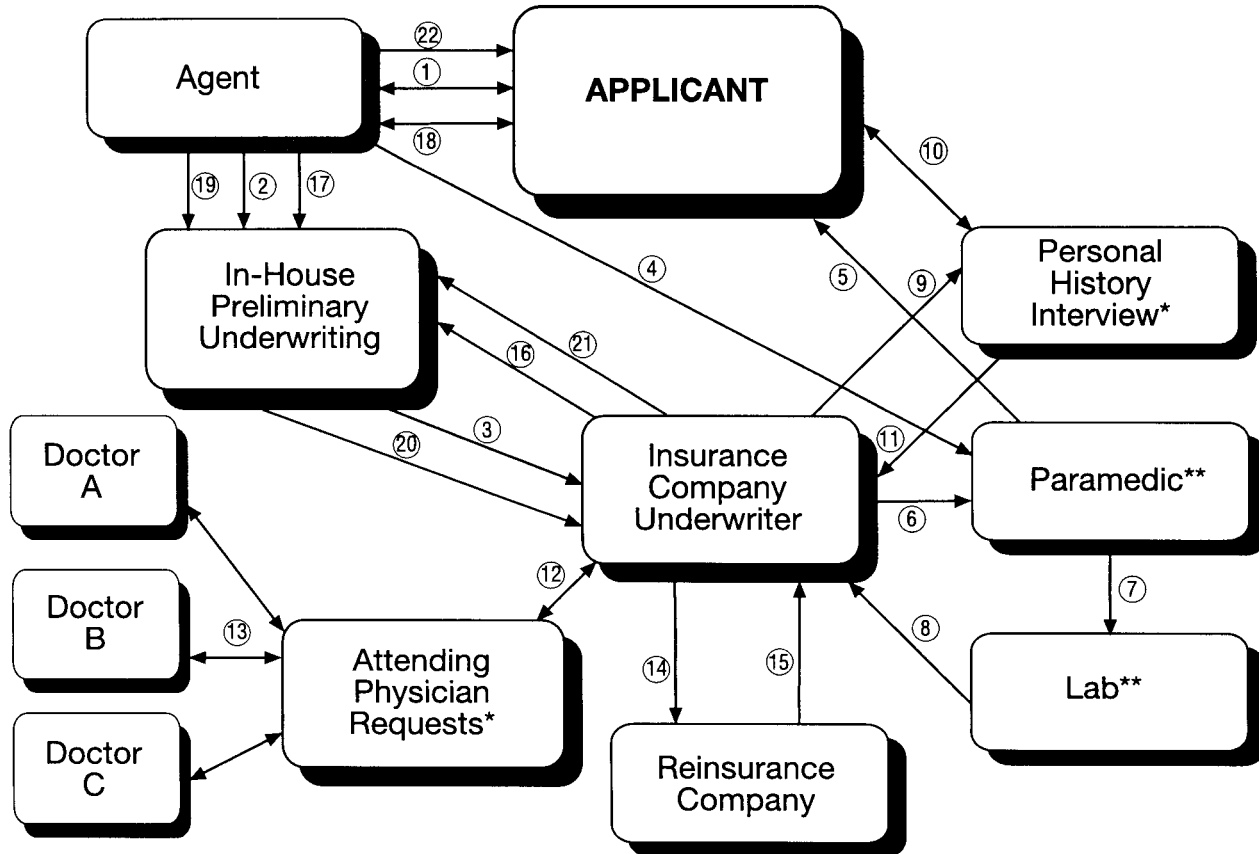 Agent
㉒
①
⑱
APPLICANT
⑩
⑲
②
⑰
In-House
Preliminary
Underwriting
④
⑤
⑨
Personal
History
Interview*
㉑
⑯
⑳
③
⑪
Doctor
A
Insurance
Company
Underwriter
⑥
Paramedic**
⑫
⑦
Doctor
B
⑬
Attending
Physician
Requests*
⑭
⑮
⑧
Lab**
Doctor
C
Reinsurance
Company